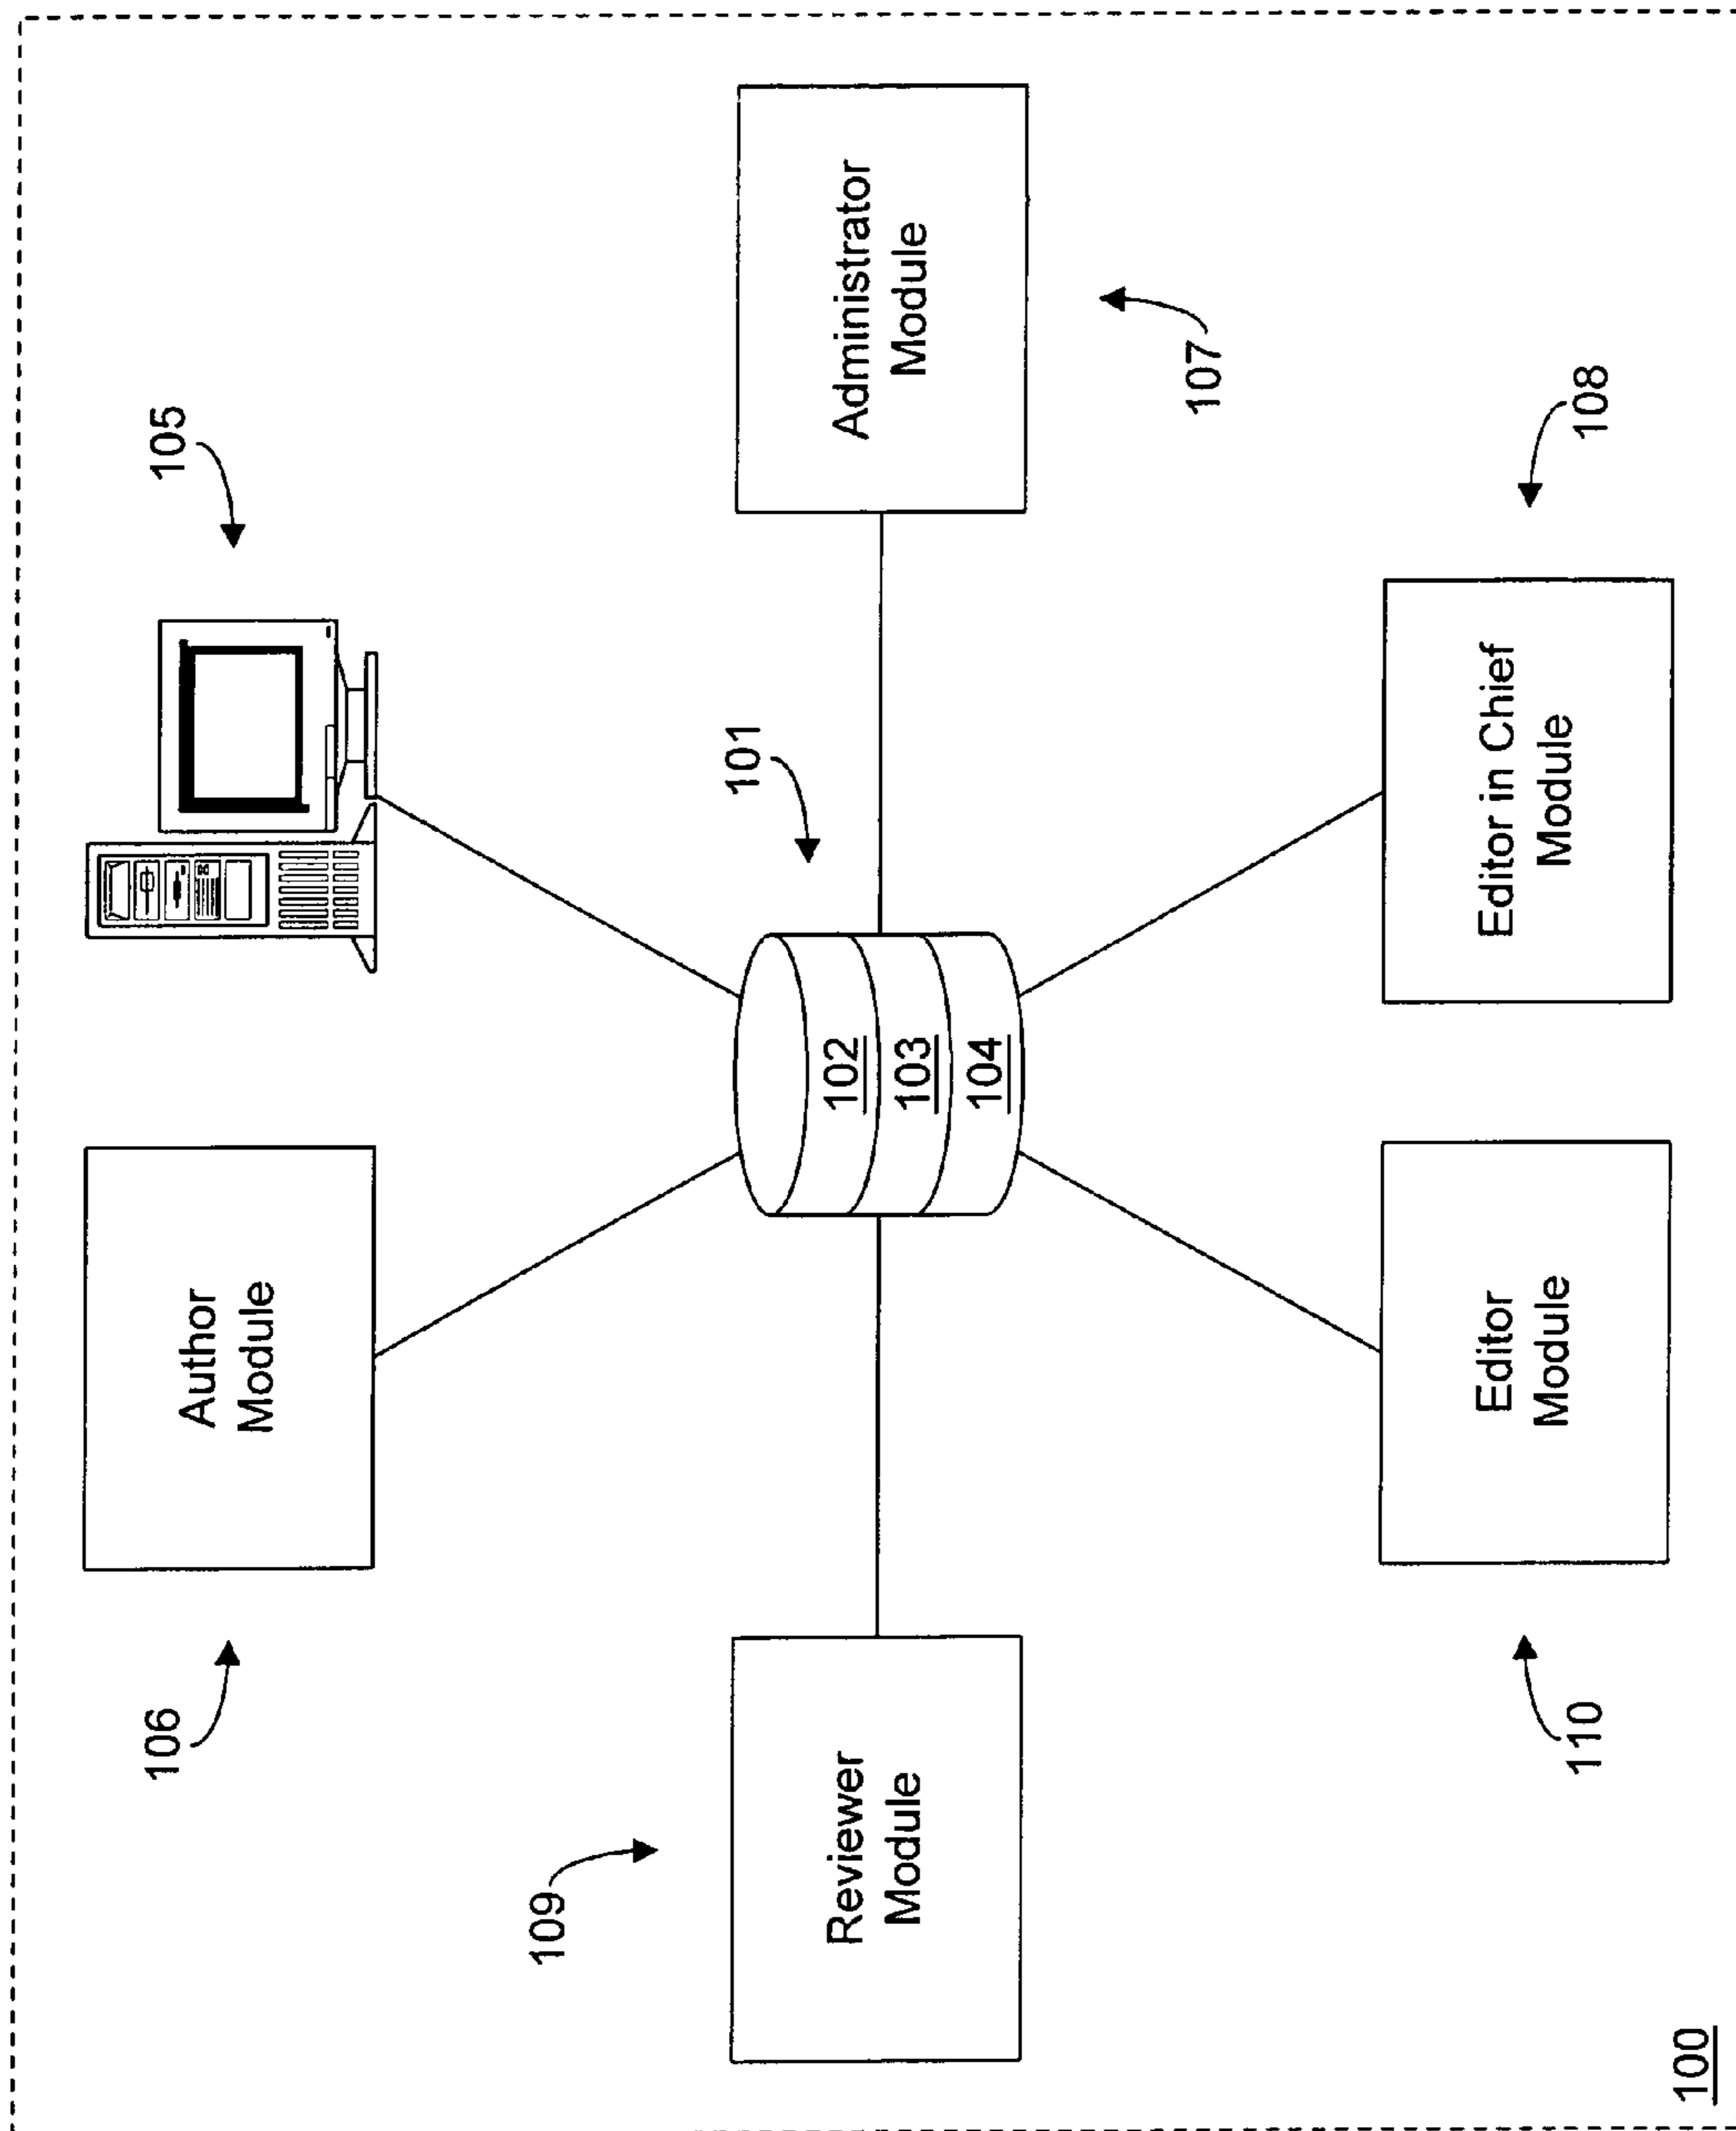 105
106
Author
Module
101
109
Reviewer
Module
102
103
104
Administrator
Module
107
Editor
Module
Editor in Chief
Module
110
108
100